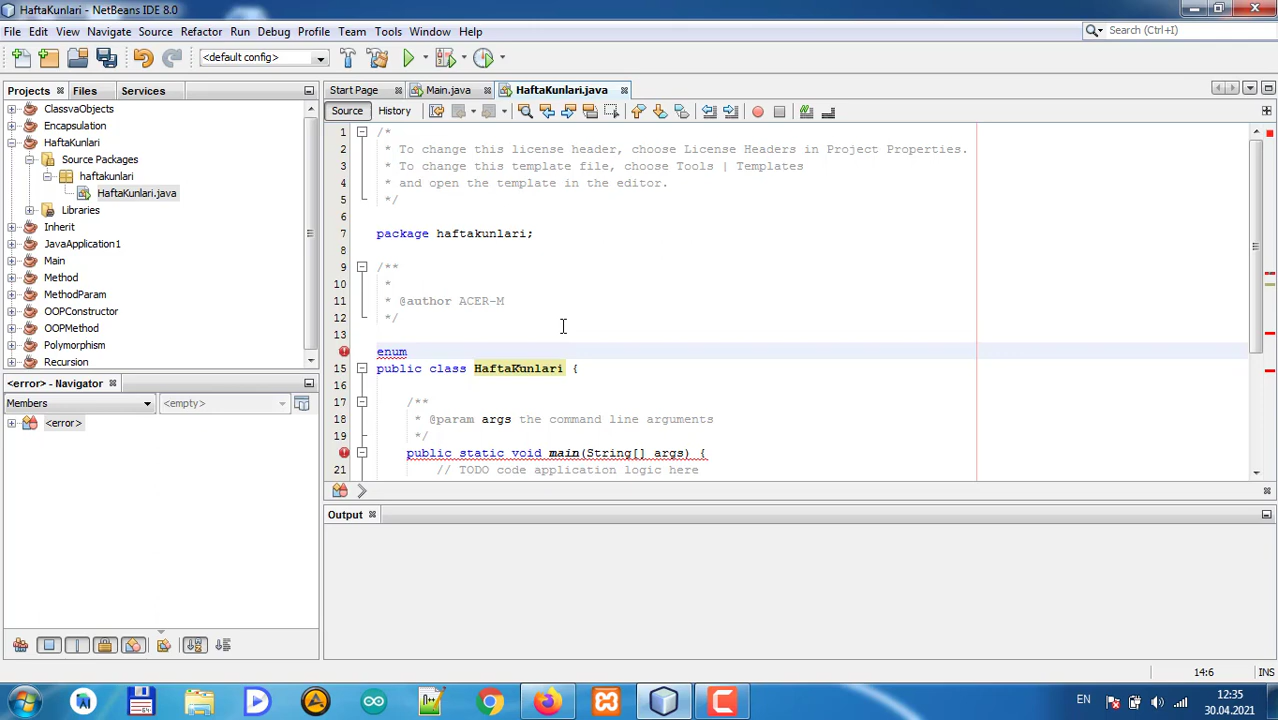 HaftaKunlari - NetBeans IDE 8.0
File Edit View Navigate Source Refactor Run Debug Profile Team Tools Window Help
Search (Ctrl+I)
<default config>
Projects Files Services
Start Page Main.java HaftaKunlari.java
Source History
ClassvaObjects
Encapsulation
HaftaKunlari
Source Packages
haftakunlari
HaftaKunlari.java
Libraries
Inherit
JavaApplication1
Main
Method
MethodParam
OOPConstructor
OOPMethod
Polymorphism
Recursion
<error> - Navigator
Members <empty>
<error>
1 /*
2 * To change this license header, choose License Headers in Project Properties.
3 * To change this template file, choose Tools | Templates
4 * and open the template in the editor.
5 */
6
7 package haftakunlari;
8
9 /**
10 *
11 * @author ACER-M
12 */
13
enum
15 public class HaftaKunlari {
16
17 /**
18 * @param args the command line arguments
19 */
public static void main(String[] args) {
21 // TODO code application logic here
Output
14:6 INS
EN 12:35
30.04.2021